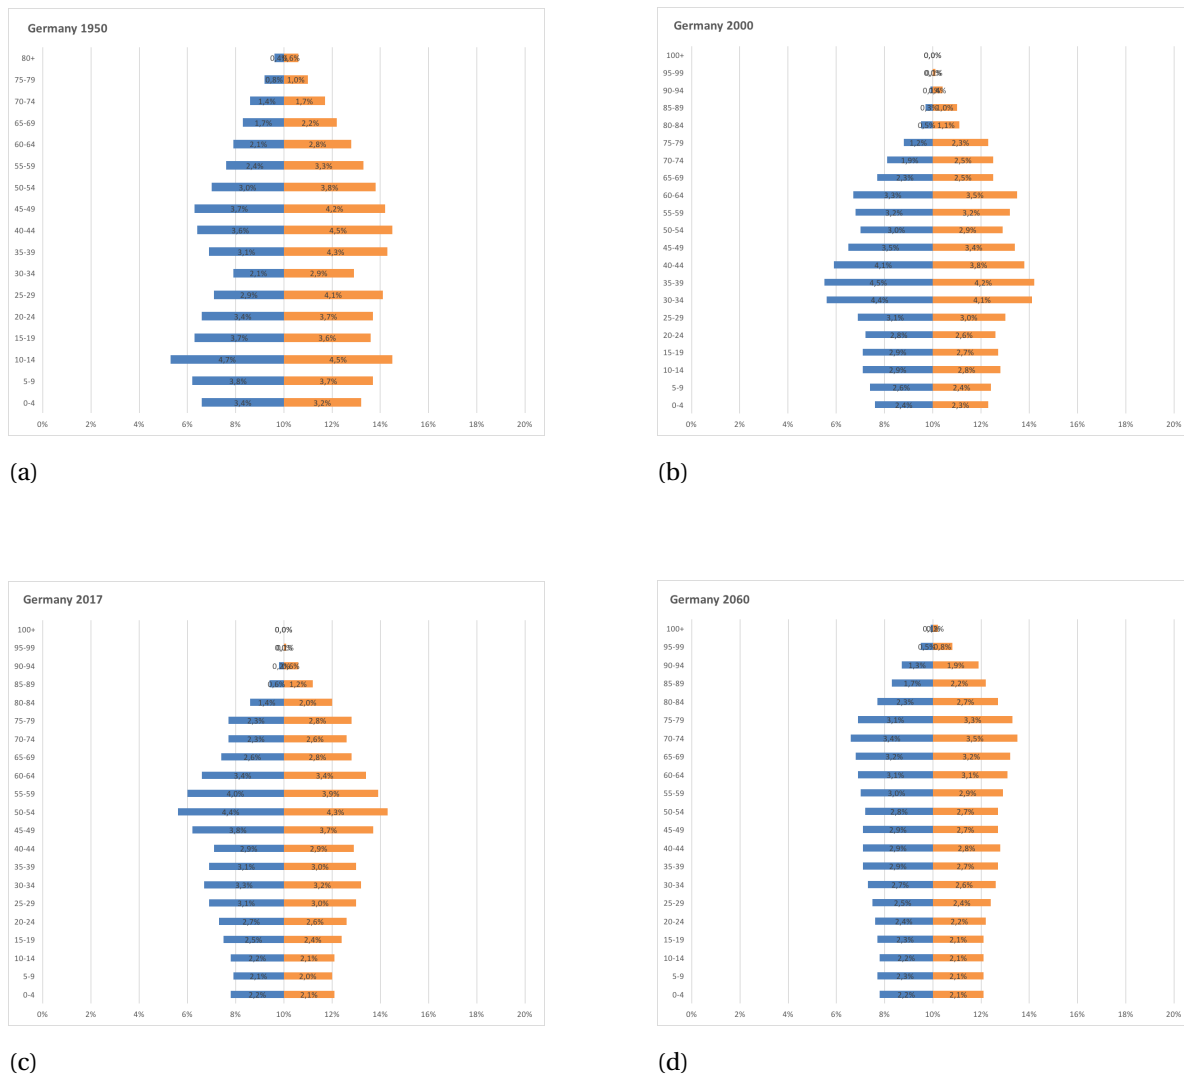 Germany 1950
80+ 0,6%
75-79 0,8% 1,0%
70-74 1,4% 1,7%
65-69 1,7% 2,2%
60-64 2,1% 2,8%
55-59 2,4% 3,3%
50-54 3,0% 3,8%
45-49 3,7% 4,2%
40-44 3,6% 4,5%
35-39 3,1% 4,3%
30-34 2,1% 2,9%
25-29 2,9% 4,1%
20-24 3,4% 3,7%
15-19 3,7% 3,6%
10-14 4,7% 4,5%
5-9 3,8% 3,7%
0-4 3,4% 3,2%
0% 2% 4% 6% 8% 10% 12% 14% 16% 18% 20%
(a)
Germany 2000
100+ 0,0%
95-99
90-94 0,4%
85-89 0,3% 1,0%
80-84 0,5% 1,1%
75-79 1,2% 2,3%
70-74 1,9% 2,5%
65-69 2,3% 2,5%
60-64 3,3% 3,5%
55-59 3,2% 3,2%
50-54 3,0% 2,9%
45-49 3,5% 3,4%
40-44 4,1% 3,8%
35-39 4,5% 4,2%
30-34 4,4% 4,1%
25-29 3,1% 3,0%
20-24 2,8% 2,6%
15-19 2,9% 2,7%
10-14 2,9% 2,8%
5-9 2,6% 2,4%
0-4 2,4% 2,3%
0% 2% 4% 6% 8% 10% 12% 14% 16% 18% 20%
(b)
Germany 2017
100+ 0,0%
95-99
90-94 0,6%
85-89 0,6% 1,2%
80-84 1,4% 2,0%
75-79 2,3% 2,8%
70-74 2,3% 2,6%
65-69 2,6% 2,8%
60-64 3,4% 3,4%
55-59 4,0% 3,9%
50-54 4,4% 4,3%
45-49 3,8% 3,7%
40-44 2,9% 2,9%
35-39 3,1% 3,0%
30-34 3,3% 3,2%
25-29 3,1% 3,0%
20-24 2,7% 2,6%
15-19 2,5% 2,4%
10-14 2,2% 2,1%
5-9 2,1% 2,0%
0-4 2,2% 2,1%
0% 2% 4% 6% 8% 10% 12% 14% 16% 18% 20%
(c)
Germany 2060
100+
95-99 0,5% 0,8%
90-94 1,3% 1,9%
85-89 1,7% 2,2%
80-84 2,3% 2,7%
75-79 3,1% 3,3%
70-74 3,4% 3,5%
65-69 3,2% 3,2%
60-64 3,1% 3,1%
55-59 3,0% 2,9%
50-54 2,8% 2,7%
45-49 2,9% 2,7%
40-44 2,9% 2,8%
35-39 2,9% 2,7%
30-34 2,7% 2,6%
25-29 2,5% 2,4%
20-24 2,4% 2,2%
15-19 2,3% 2,1%
10-14 2,2% 2,1%
5-9 2,3% 2,1%
0-4 2,2% 2,1%
0% 2% 4% 6% 8% 10% 12% 14% 16% 18% 20%
(d)